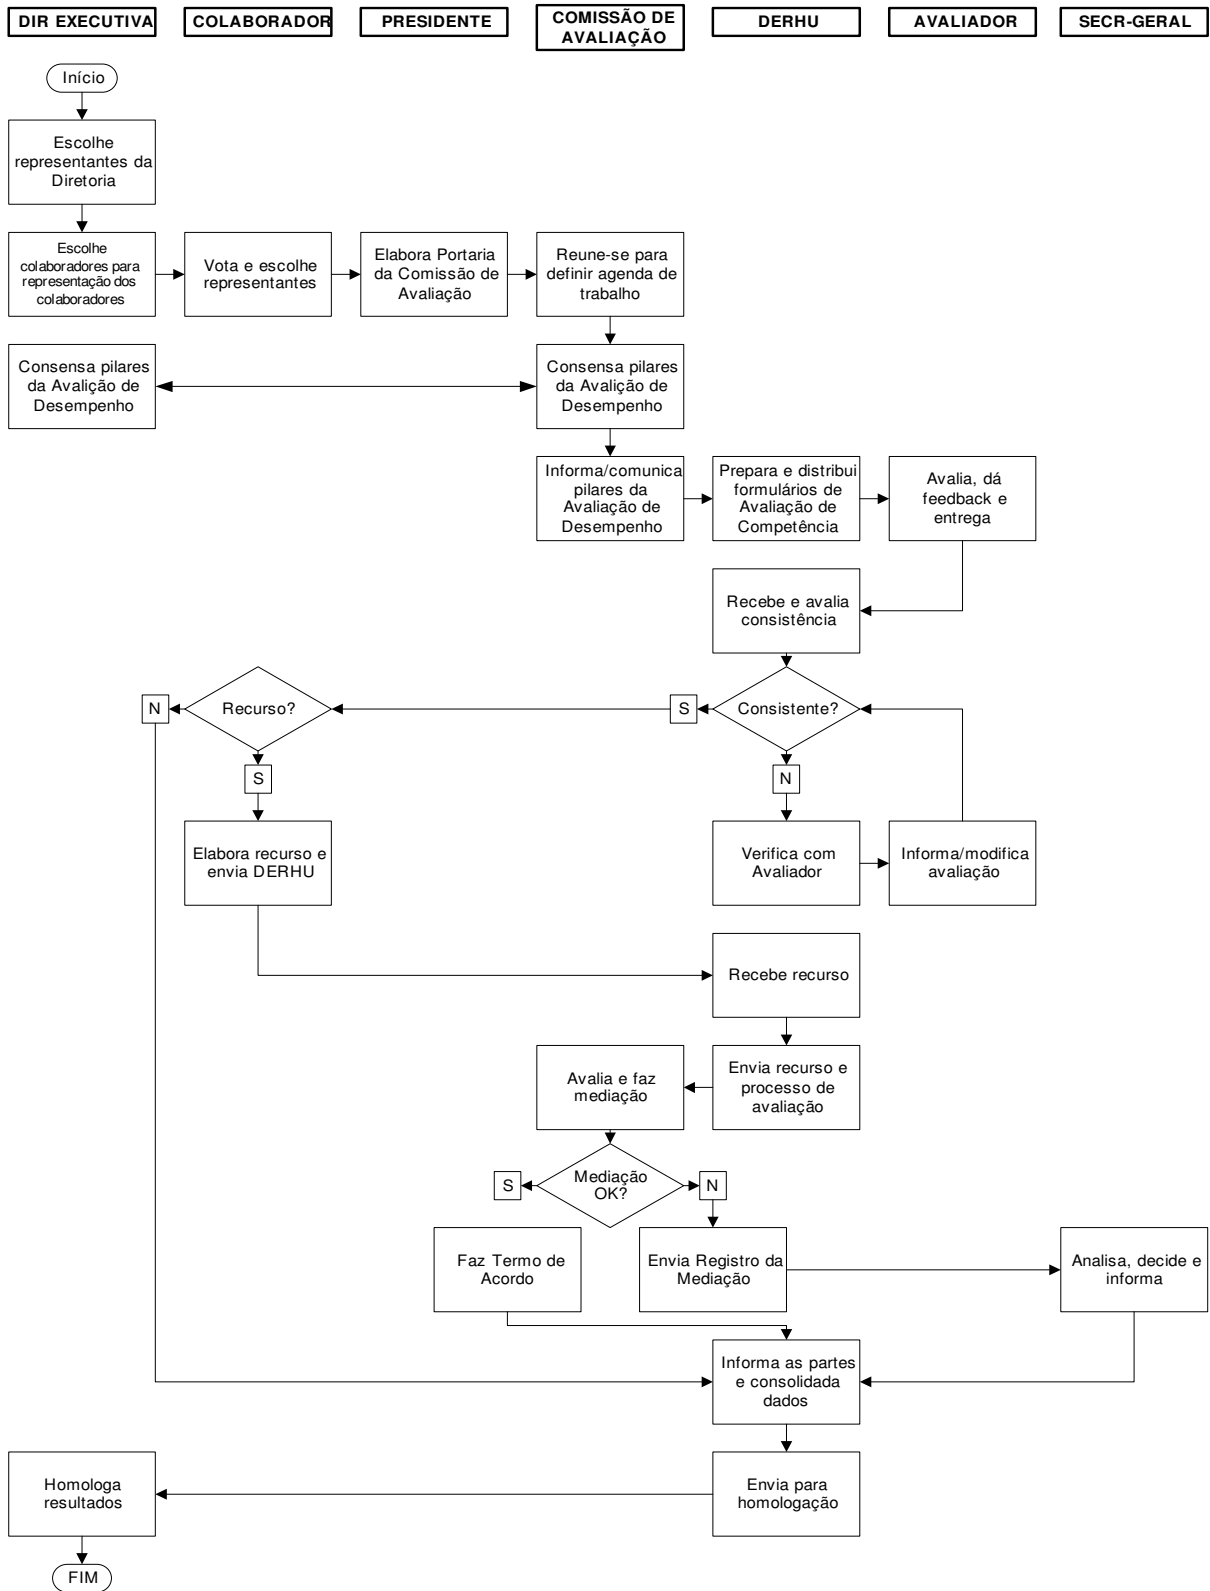 DIR EXECUTIVA
COLABORADOR
PRESIDENTE
COMISSÃO DE
AVALIAÇÃO
DERHU
AVALIADOR
SECR-GERAL
Início
Escolhe
representantes da
Diretoria
Escolhe
colaboradores para
representação dos
colaboradores
Vota e escolhe
representantes
Elabora Portaria
da Comissão de
Avaliação
Reune-se para
definir agenda de
trabalho
Consensa pilares
da Avalição de
Desempenho
Consensa pilares
da Avalição de
Desempenho
Informa/comunica
pilares da
Avaliação de
Desempenho
Prepara e distribui
formulários de
Avaliação de
Competência
Avalia, dá
feedback e
entrega
Recebe e avalia
consistência
N
Recurso?
S
Consistente?
S
N
Elabora recurso e
envia DERHU
Verifica com
Avaliador
Informa/modifica
avaliação
Recebe recurso
Avalia e faz
mediação
Envia recurso e
processo de
avaliação
S
Mediação
OK?
N
Faz Termo de
Acordo
Envia Registro da
Mediação
Analisa, decide e
informa
Informa as partes
e consolidada
dados
Homologa
resultados
Envia para
homologação
FIM